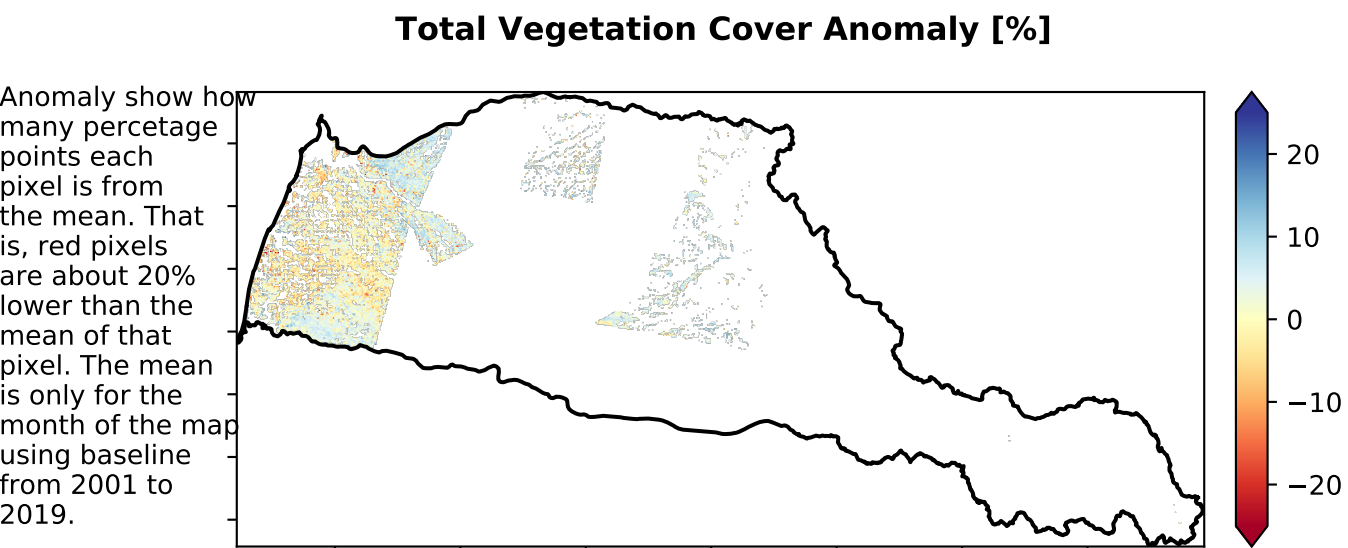 Total Vegetation Cover Anomaly [%]
Anomaly show how
many percetage
points each
pixel is from
the mean. That
is, red pixels
are about 20%
lower than the
mean of that
pixel. The mean
is only for the
month of the map
using baseline
from 2001 to
2019.
20
10
0
−10
−20